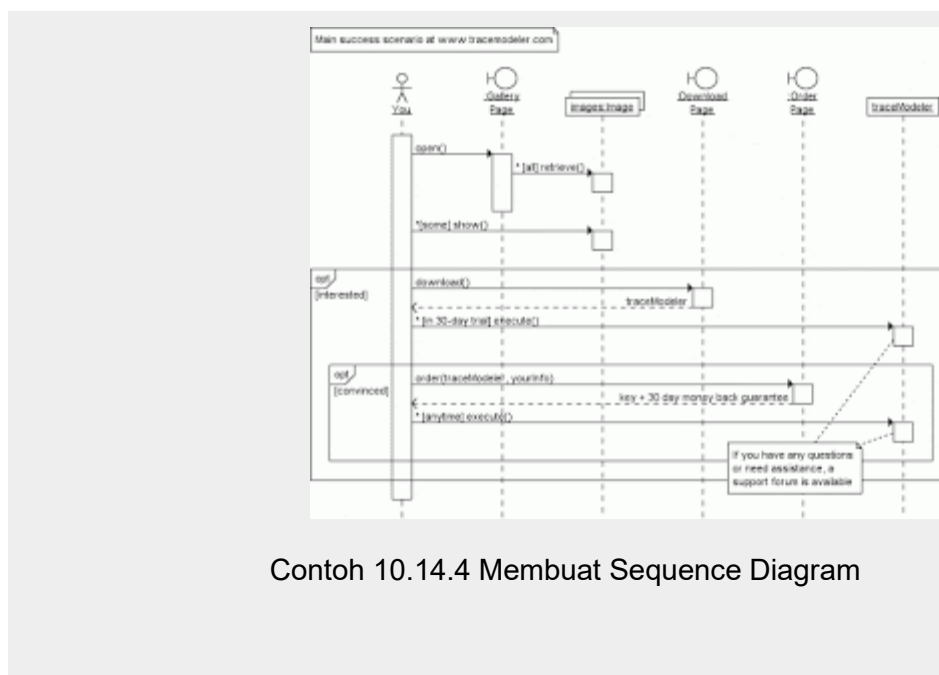 Main success scenario at www.tracemodeler.com
You
:Gallery
Page
images:Image
:Download
Page
:Order
Page
traceModeler
open()
* [all] retrieve()
*[some] show()
opt
[interested]
download()
traceModeler
* [in 30-day trial] execute()
opt
[convinced]
order(traceModeler, yourInfo)
key + 30 day money back guarantee
* [anytime] execute()
If you have any questions
or need assistance, a
support forum is available
Contoh 10.14.4 Membuat Sequence Diagram